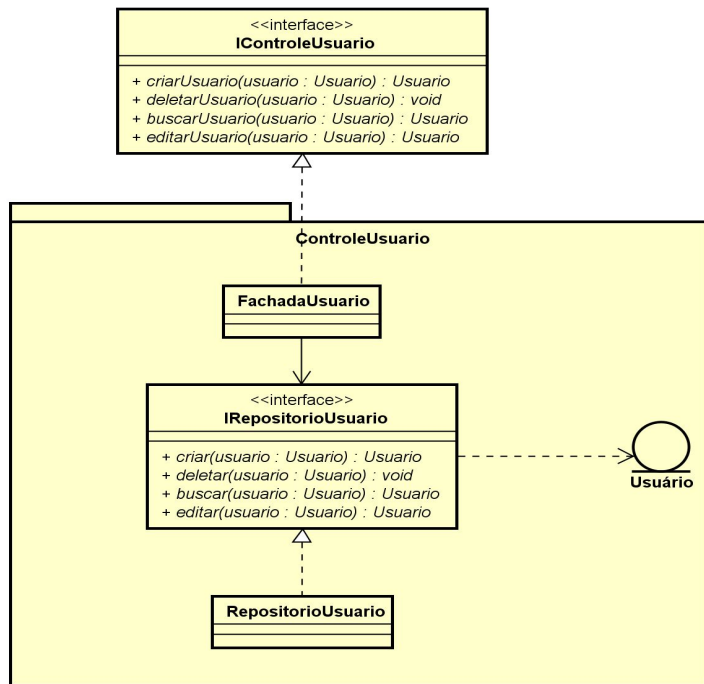 <<interface>>
IControleUsuario
+ criarUsuario(usuario : Usuario) : Usuario
+ deletarUsuario(usuario : Usuario) : void
+ buscarUsuario(usuario : Usuario) : Usuario
+ editarUsuario(usuario : Usuario) : Usuario
ControleUsuario
FachadaUsuario
<<interface>>
IRepositorioUsuario
+ criar(usuario : Usuario) : Usuario
+ deletar(usuario : Usuario) : void
+ buscar(usuario : Usuario) : Usuario
+ editar(usuario : Usuario) : Usuario
Usuário
RepositorioUsuario